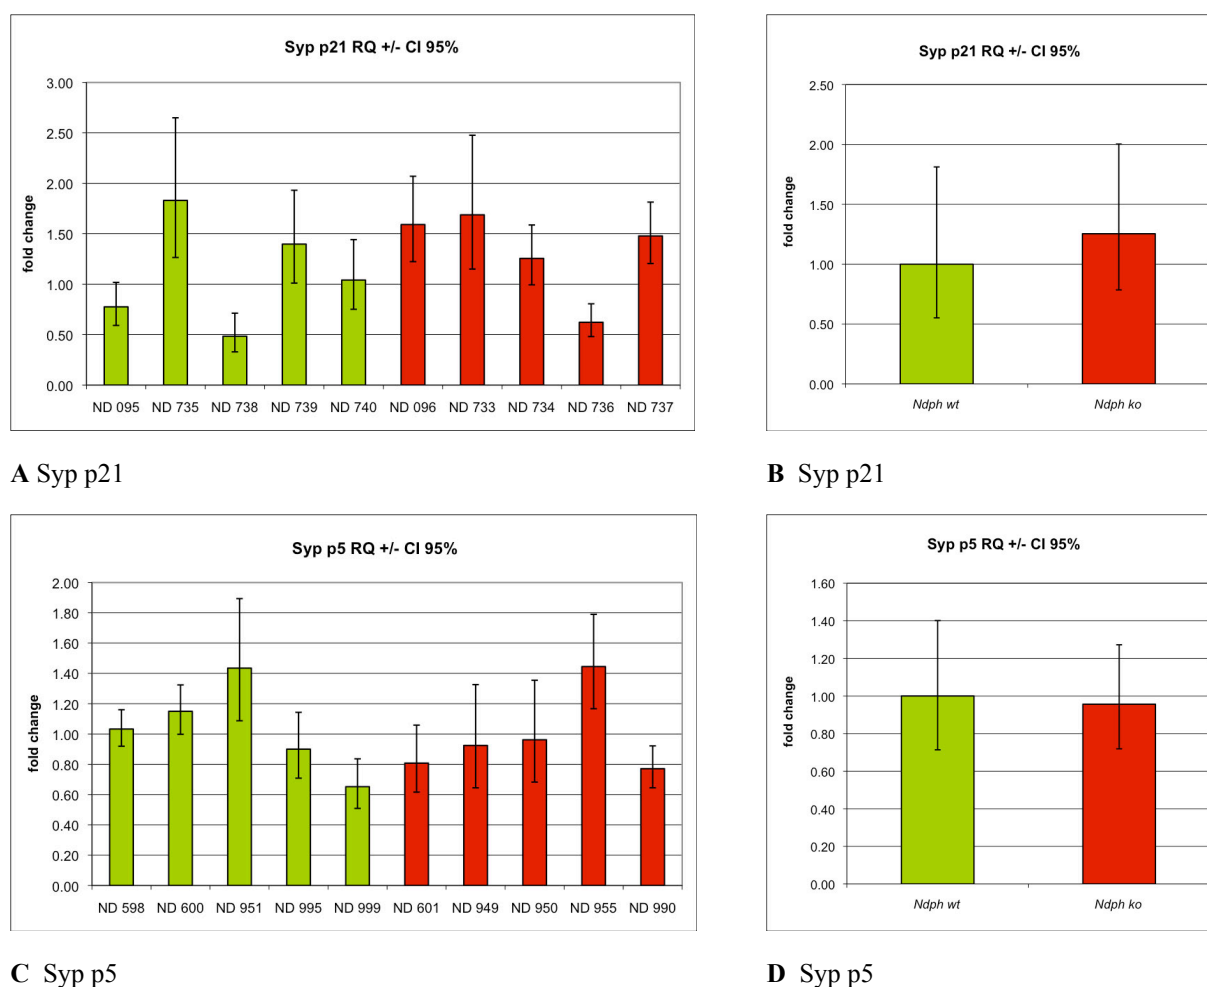 Syp p21 RQ +/- CI 95%
fold change
3.00
2.50
2.00
1.50
1.00
0.50
0.00
ND 095 ND 735 ND 738 ND 739 ND 740 ND 096 ND 733 ND 734 ND 736 ND 737
A Syp p21
Syp p21 RQ +/- CI 95%
fold change
2.50
2.00
1.50
1.00
0.50
0.00
Ndph wt Ndph ko
B Syp p21
Syp p5 RQ +/- CI 95%
fold change
2.00
1.80
1.60
1.40
1.20
1.00
0.80
0.60
0.40
0.20
0.00
ND 598 ND 600 ND 951 ND 995 ND 999 ND 601 ND 949 ND 950 ND 955 ND 990
C Syp p5
Syp p5 RQ +/- CI 95%
fold change
1.60
1.40
1.20
1.00
0.80
0.60
0.40
0.20
0.00
Ndph wt Ndph ko
D Syp p5